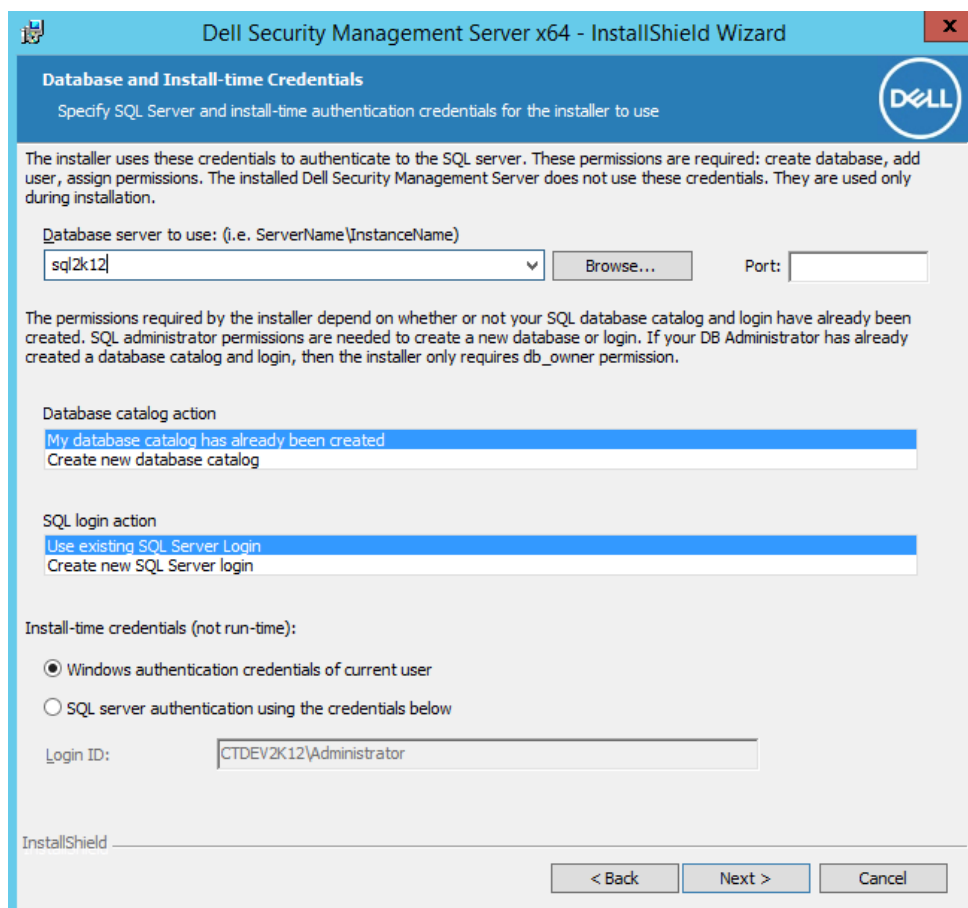 Dell Security Management Server x64 - InstallShield Wizard
x
Database and Install-time Credentials
Specify SQL Server and install-time authentication credentials for the installer to use
DELL
The installer uses these credentials to authenticate to the SQL server. These permissions are required: create database, add
user, assign permissions. The installed Dell Security Management Server does not use these credentials. They are used only
during installation.
Database server to use: (i.e. ServerName\InstanceName)
sql2k12
Browse...
Port:
The permissions required by the installer depend on whether or not your SQL database catalog and login have already been
created. SQL administrator permissions are needed to create a new database or login. If your DB Administrator has already
created a database catalog and login, then the installer only requires db_owner permission.
Database catalog action
My database catalog has already been created
Create new database catalog
SQL login action
Use existing SQL Server Login
Create new SQL Server login
Install-time credentials (not run-time):
Windows authentication credentials of current user
SQL server authentication using the credentials below
Login ID:
CTDEV2K12\Administrator
InstallShield
< Back
Next >
Cancel